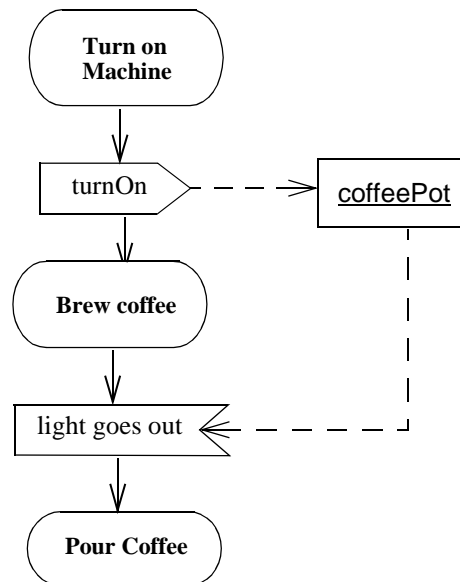 Turn on
Machine
turnOn
coffeePot
Brew coffee
light goes out
Pour Coffee